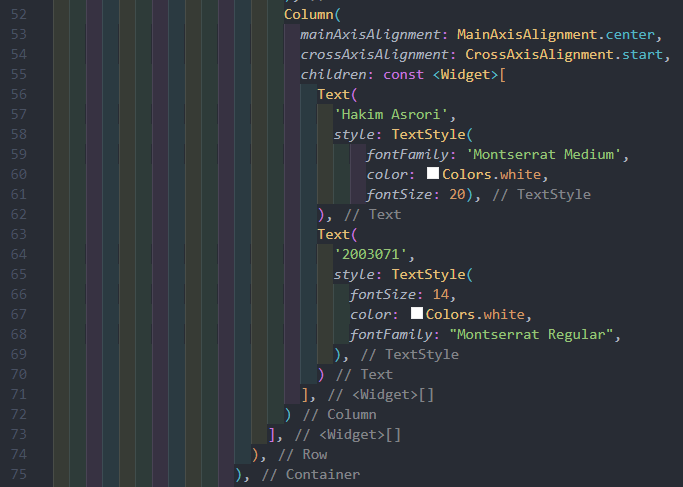 52 Column(
53 mainAxisAlignment: MainAxisAlignment.center,
54 crossAxisAlignment: CrossAxisAlignment.start,
55 children: const <Widget>[
56 Text(
57 'Hakim Asrori',
58 style: TextStyle(
59 fontFamily: 'Montserrat Medium',
60 color: Colors.white,
61 fontSize: 20), // TextStyle
62 ), // Text
63 Text(
64 '2003071',
65 style: TextStyle(
66 fontSize: 14,
67 color: Colors.white,
68 fontFamily: "Montserrat Regular",
69 ), // TextStyle
70 ) // Text
71 ], // <Widget>[]
72 ) // Column
73 ], // <Widget>[]
74 ), // Row
75 ), // Container